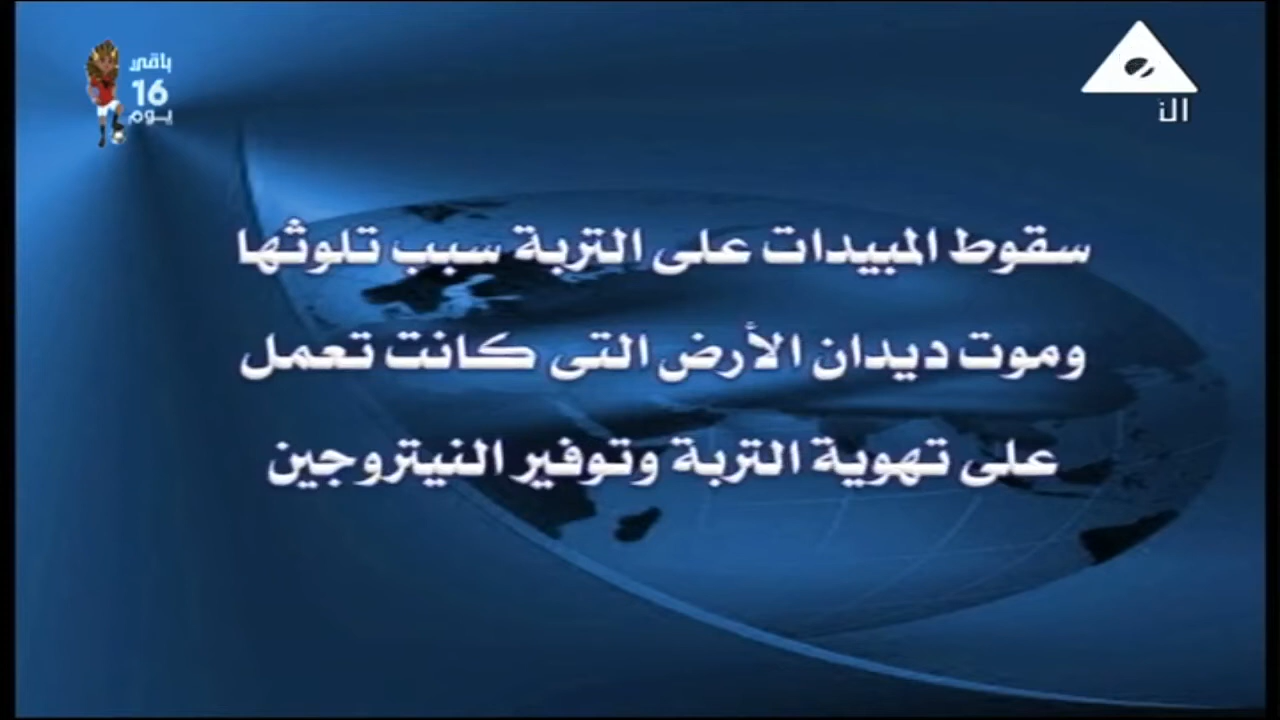 باقي
16
يوم
الن
سقوط المبيدات على التربة سبب تلوثها
وموت ديدان الأرض التى كانت تعمل
على تهوية التربة وتوفير النيتروجين